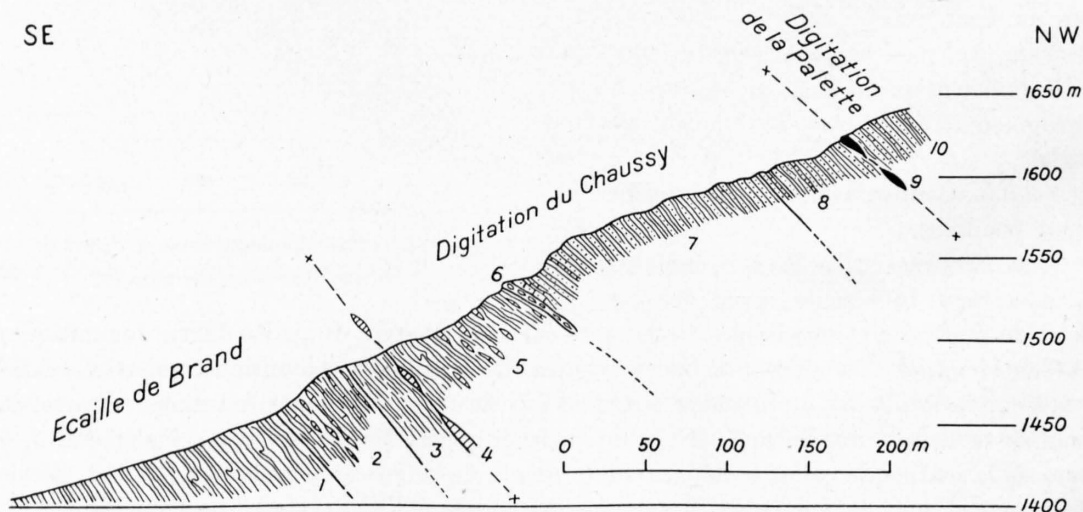 SE
NW
Digitation
de la Palette
1650 m
10
1600
9
8
Digitation du Chaussy
7
1550
6
1500
5
Ecaille de Brand
1450
4
3
2
1
0 50 100 150 200 m
1400